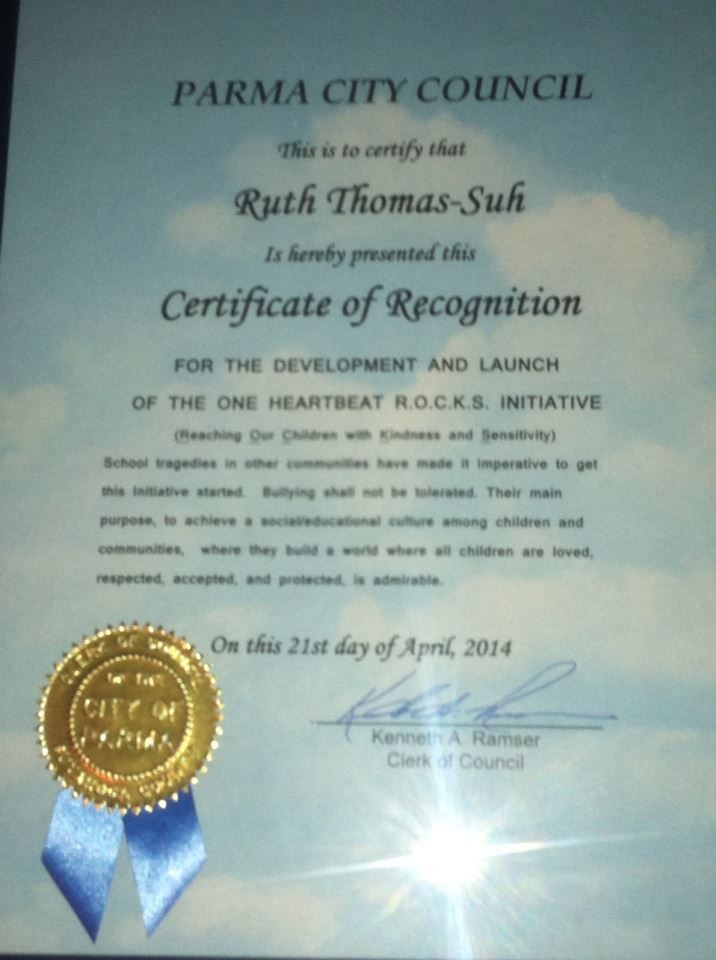 PARMA CITY COUNCIL
This is to certify that
Ruth Thomas-Suh
Is hereby presented this
Certificate of Recognition
FOR THE DEVELOPMENT AND LAUNCH
OF THE ONE HEARTBEAT R.O.C.K.S. INITIATIVE
(Reaching Our Children with Kindness and Sensitivity)
School tragedies in other communities have made it imperative to get
this Initiative started. Bullying shall not be tolerated. Their main
purpose, to achieve a social/educational culture among children and
communities, where they build a world where all children are loved,
respected, accepted, and protected, is admirable.
On this 21st day of April, 2014
Kenneth A. Ramser
Clerk of Council
CLERK OF
OF THE
CITY OF
PARMA